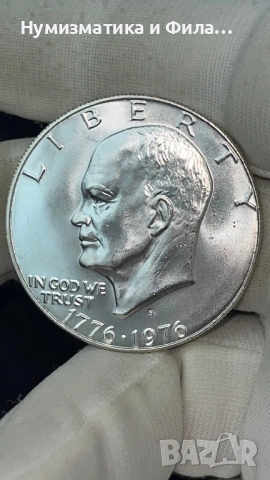 Нумизматика и Фила...
LIBERTY
IN GOD WE
TRUST
1776·1976
BAZAR